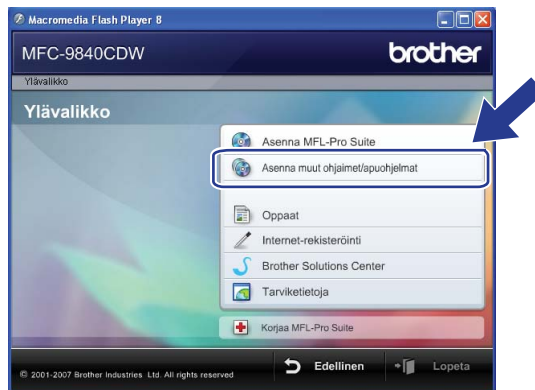 Macromedia Flash Player 8
MFC-9840CDW
brother
Ylävalikko
Ylävalikko
Asenna MFL-Pro Suite
Asenna muut ohjaimet/apuohjelmat
Oppaat
Internet-rekisteröinti
Brother Solutions Center
Tarviketietoja
Korjaa MFL-Pro Suite
© 2001-2007 Brother Industries Ltd. All rights reserved
Edellinen
Lopeta